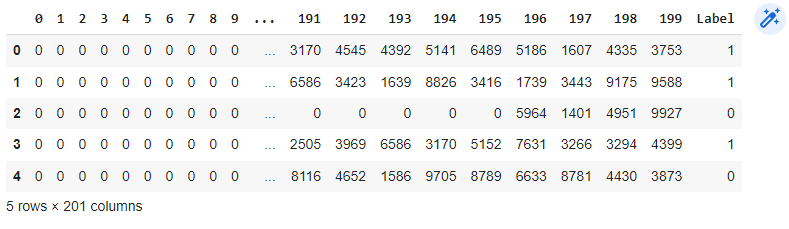 0 1 2 3 4 5 6 7 8 9 ... 191 192 193 194 195 196 197 198 199 Label
0 0 0 0 0 0 0 0 0 0 0 ... 3170 4545 4392 5141 6489 5186 1607 4335 3753 1
1 0 0 0 0 0 0 0 0 0 0 ... 6586 3423 1639 8826 3416 1739 3443 9175 9588 1
2 0 0 0 0 0 0 0 0 0 0 ... 0 0 0 0 0 5964 1401 4951 9927 0
3 0 0 0 0 0 0 0 0 0 0 ... 2505 3969 6586 3170 5152 7631 3266 3294 4399 1
4 0 0 0 0 0 0 0 0 0 0 ... 8116 4652 1586 9705 8789 6633 8781 4430 3873 0
5 rows × 201 columns